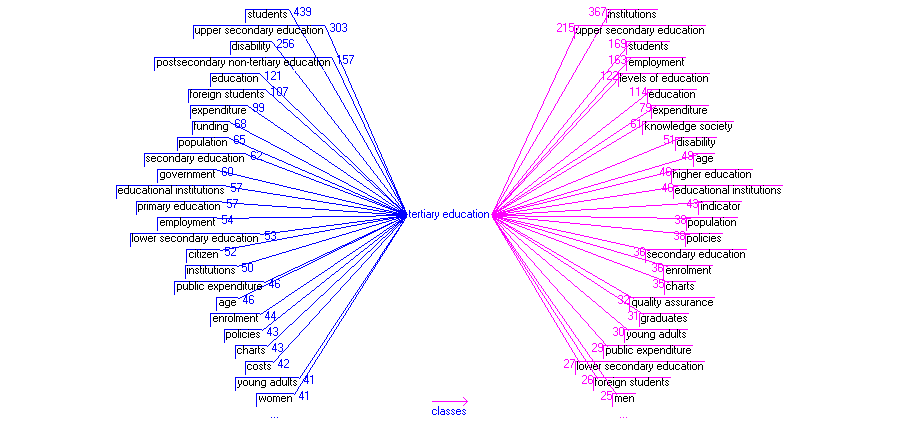 students 439
upper secondary education 303
disability 256
postsecondary non-tertiary education 157
education 121
foreign students 107
expenditure 99
funding 68
population 65
secondary education 62
government 60
educational institutions 57
primary education 57
employment 54
lower secondary education 53
citizen 52
institutions 50
public expenditure 46
age 46
enrolment 44
policies 43
charts 43
costs 42
young adults 41
women 41
...
tertiary education
classes
367 institutions
215 upper secondary education
169 students
163 employment
122 levels of education
114 education
79 expenditure
61 knowledge society
51 disability
49 age
46 higher education
46 educational institutions
43 indicator
38 population
38 policies
36 secondary education
36 enrolment
35 charts
32 quality assurance
31 graduates
30 young adults
29 public expenditure
27 lower secondary education
26 foreign students
25 men
...